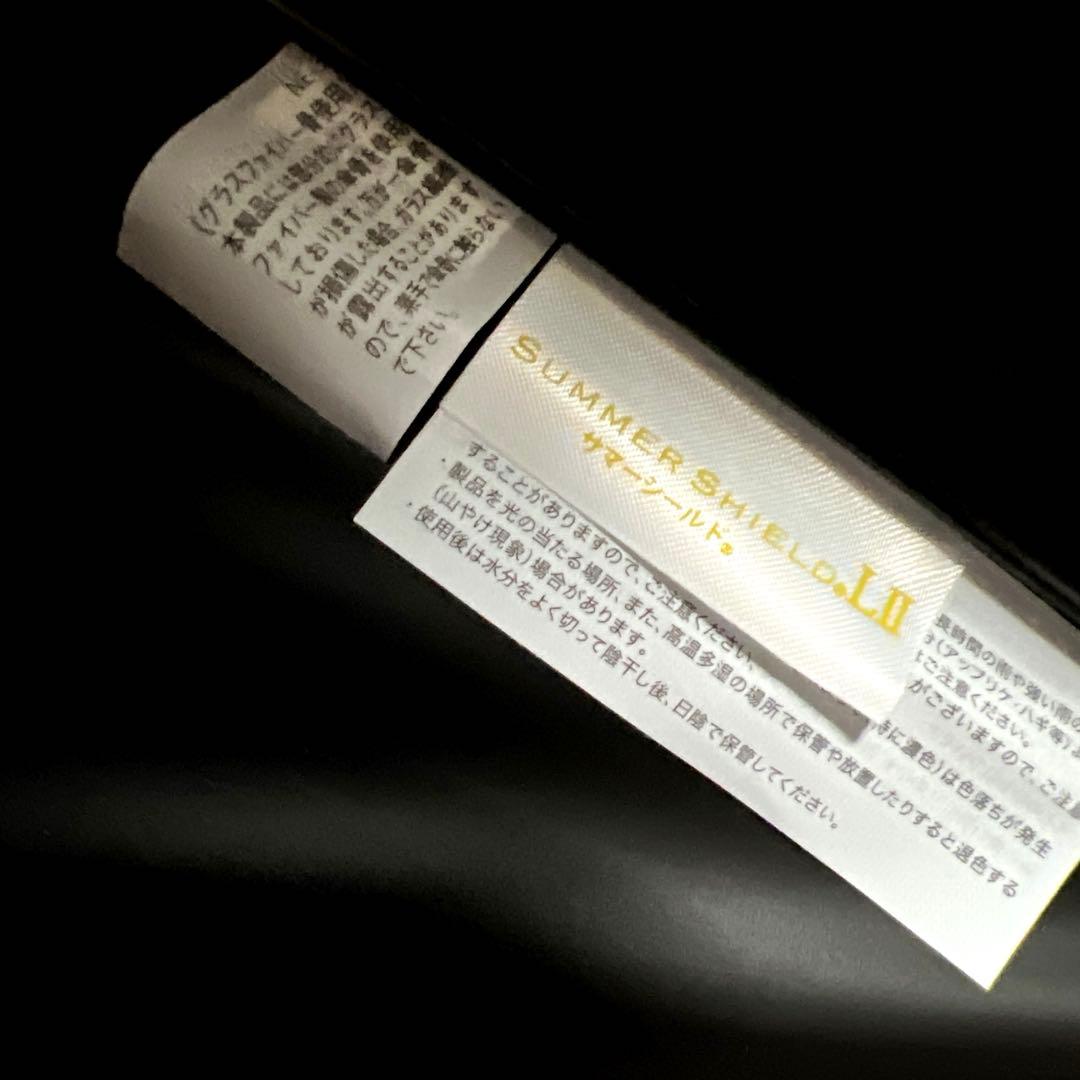 《グラスファイバー骨使用
本製品には部分的にグラス
ファイバー製の傘骨を使用
しております。万が一傘骨
が損傷した場合、ガラス繊維
が露出することがあります
ので、素手で傘骨に触らない
で下さい。
SUMMER SHIELD®LⅡ
サマーシールド®
長時間の雨や強い雨の
(アップリケ、ハギ等)
ご注意ください。
がございますので、ご注意
特に濃色)は色落ちが発生
することがありますので、ご注意ください。
・製品を光の当たる場所、また、高温多湿の場所で保管や放置したりすると退色する
(山やけ現象)場合があります。
・使用後は水分をよく切って陰干し後、日陰で保管してください。